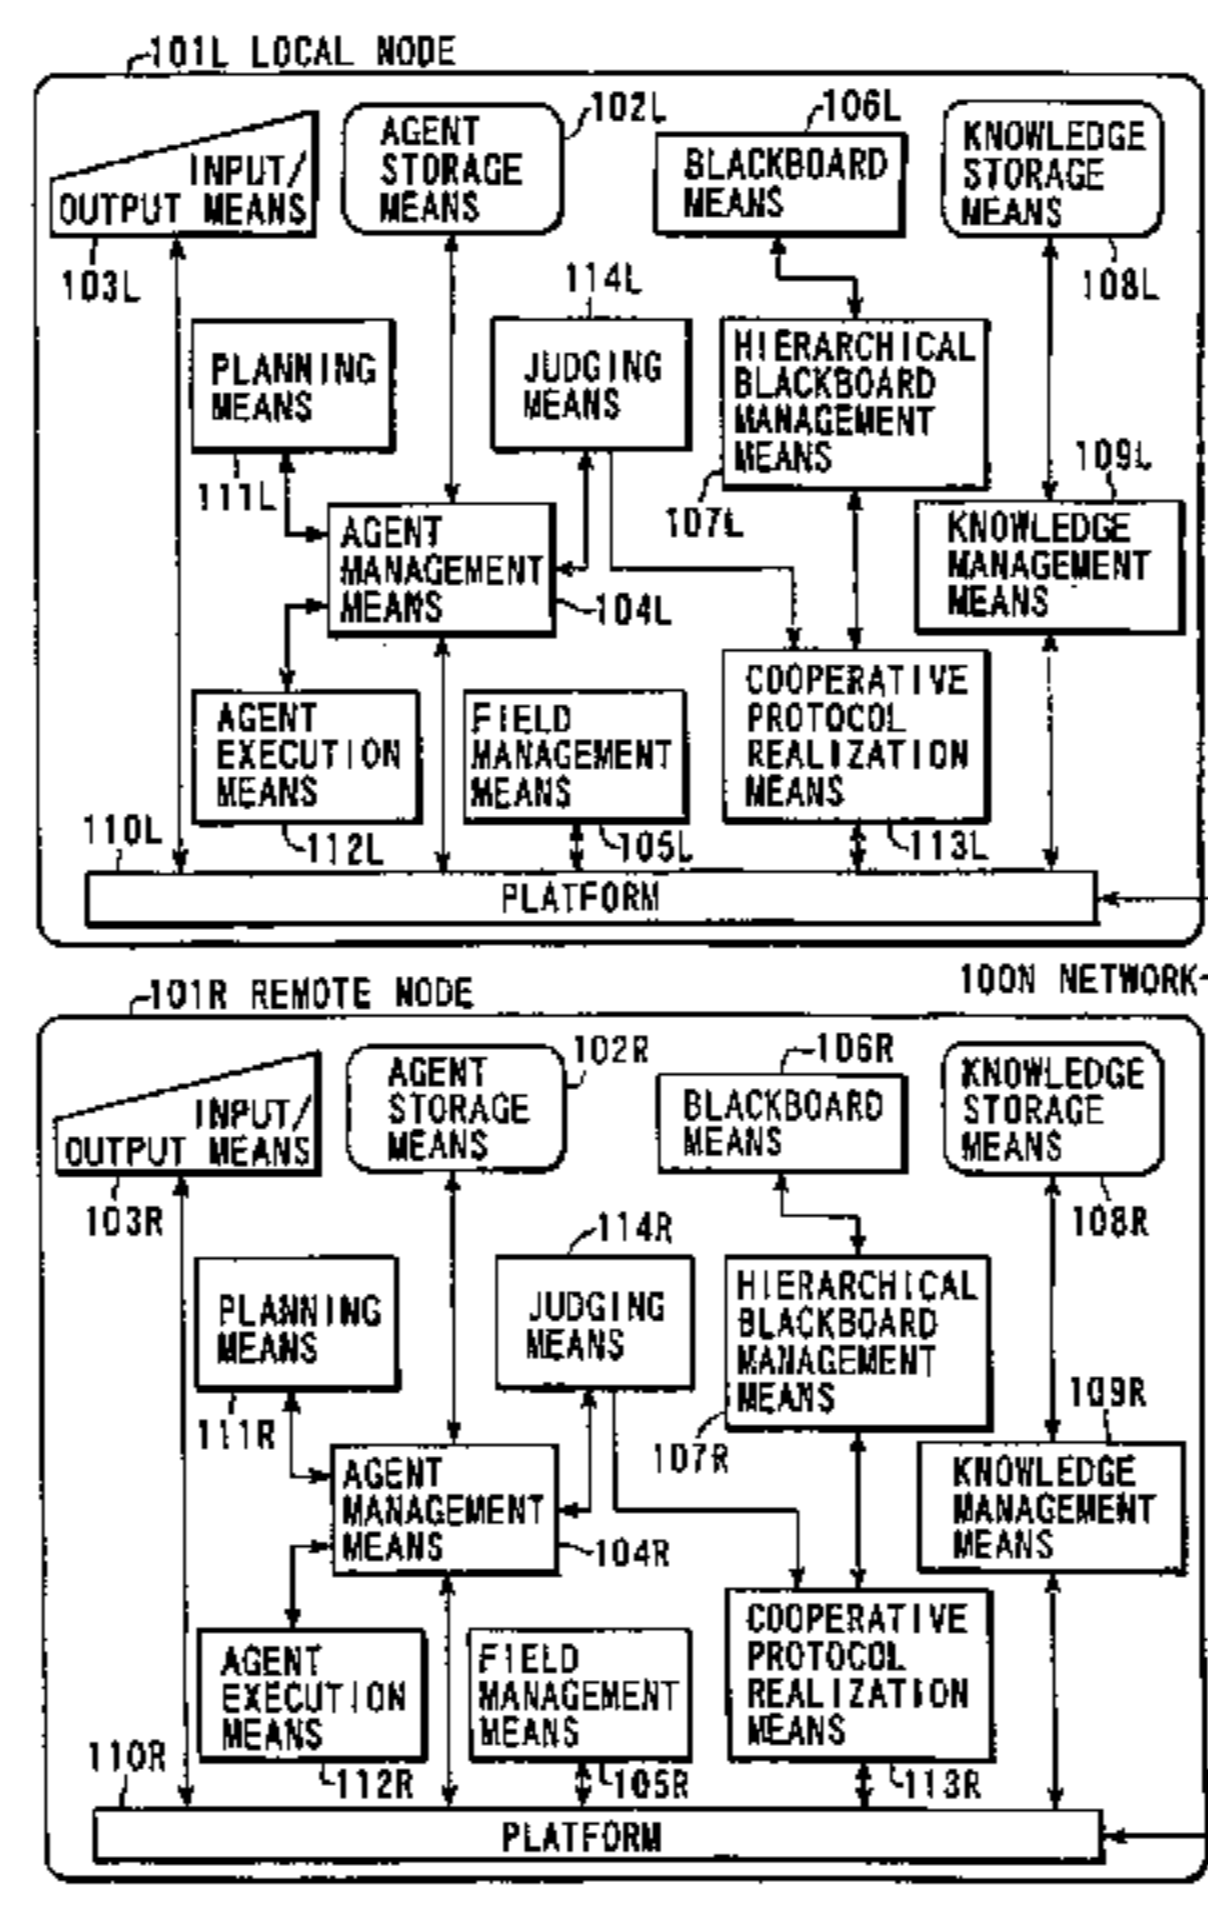 101L LOCAL NODE
INPUT/
OUTPUT MEANS
103L
AGENT
STORAGE
MEANS
102L
106L
BLACKBOARD
MEANS
KNOWLEDGE
STORAGE
MEANS
108L
PLANNING
MEANS
111L
114L
JUDGING
MEANS
HIERARCHICAL
BLACKBOARD
MANAGEMENT
MEANS
107L
109L
KNOWLEDGE
MANAGEMENT
MEANS
AGENT
MANAGEMENT
MEANS
104L
AGENT
EXECUTION
MEANS
112L
FIELD
MANAGEMENT
MEANS
105L
COOPERATIVE
PROTOCOL
REALIZATION
MEANS
113L
110L
PLATFORM
100N NETWORK
101R REMOTE NODE
INPUT/
OUTPUT MEANS
103R
AGENT
STORAGE
MEANS
102R
106R
BLACKBOARD
MEANS
KNOWLEDGE
STORAGE
MEANS
108R
PLANNING
MEANS
111R
114R
JUDGING
MEANS
HIERARCHICAL
BLACKBOARD
MANAGEMENT
MEANS
107R
109R
KNOWLEDGE
MANAGEMENT
MEANS
AGENT
MANAGEMENT
MEANS
104R
AGENT
EXECUTION
MEANS
112R
FIELD
MANAGEMENT
MEANS
105R
COOPERATIVE
PROTOCOL
REALIZATION
MEANS
113R
110R
PLATFORM